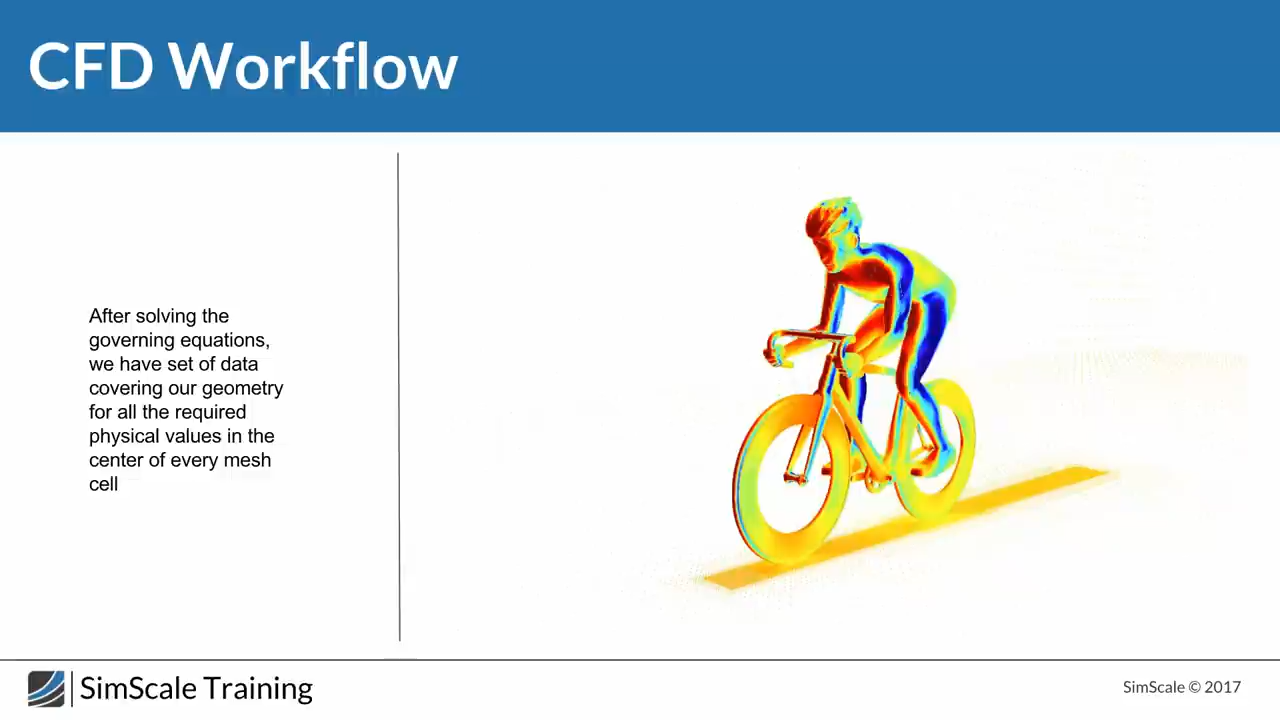 CFD Workflow
After solving the
governing equations,
we have set of data
covering our geometry
for all the required
physical values in the
center of every mesh
cell
SimScale Training
SimScale © 2017